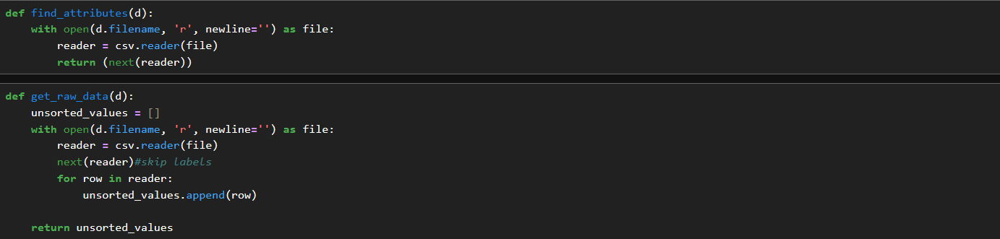 def find_attributes(d):
    with open(d.filename, 'r', newline='') as file:
        reader = csv.reader(file)
        return (next(reader))
def get_raw_data(d):
    unsorted_values = []
    with open(d.filename, 'r', newline='') as file:
        reader = csv.reader(file)
        next(reader)#skip labels
        for row in reader:
            unsorted_values.append(row)
    return unsorted_values